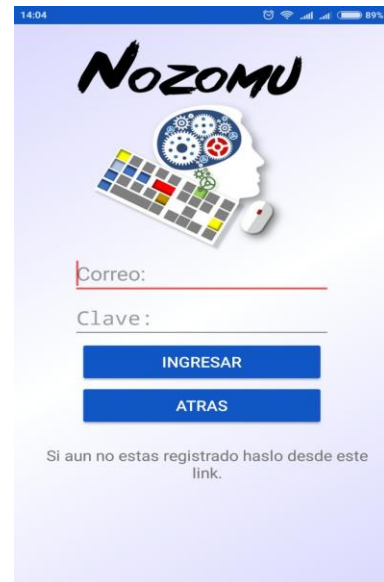 14:04
89%
NOZOMU
Correo:
Clave:
INGRESAR
ATRAS
Si aun no estas registrado haslo desde este
link.